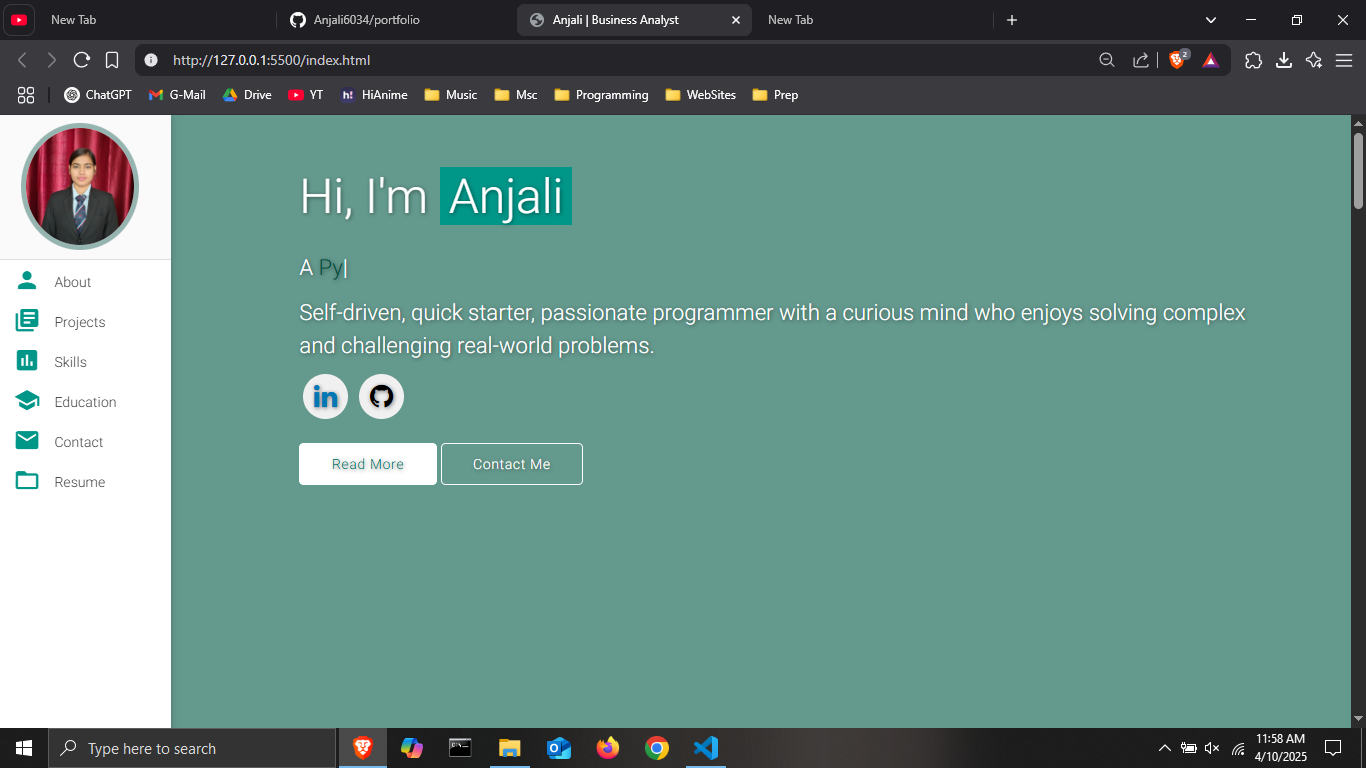 New Tab
Anjali6034/portfolio
Anjali | Business Analyst
New Tab
http://127.0.0.1:5500/index.html
2
ChatGPT
G-Mail
Drive
YT
h!
HiAnime
Music
Msc
Programming
WebSites
Prep
About
Projects
Skills
Education
Contact
Resume
Hi, I'm Anjali
A Py|
Self-driven, quick starter, passionate programmer with a curious mind who enjoys solving complex
and challenging real-world problems.
in
Read More
Contact Me
Type here to search
11:58 AM
4/10/2025